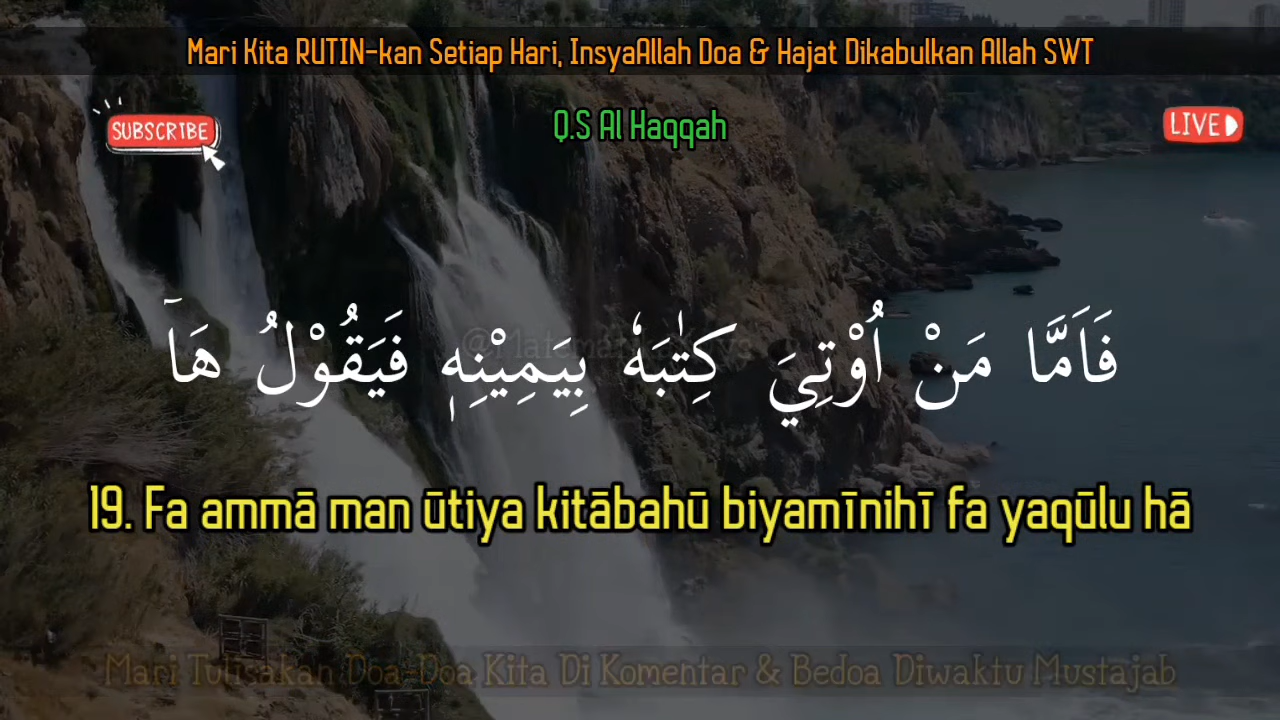 Mari Kita RUTIN-kan Setiap Hari, InsyaAllah Doa & Hajat Dikabulkan Allah SWT
SUBSCRIBE
Q.S Al Haqqah
LIVE
فَاَمَّا مَنْ اُوْتِيَ كِتٰبَهٗ بِيَمِيْنِهٖ فَيَقُوْلُ هَاۤ
19. Fa ammā man ūtiya kitābahū biyamīnihī fa yaqūlu hā
Mari Tulisakan Doa-Doa Kita Di Komentar & Bedoa Diwaktu Mustajab